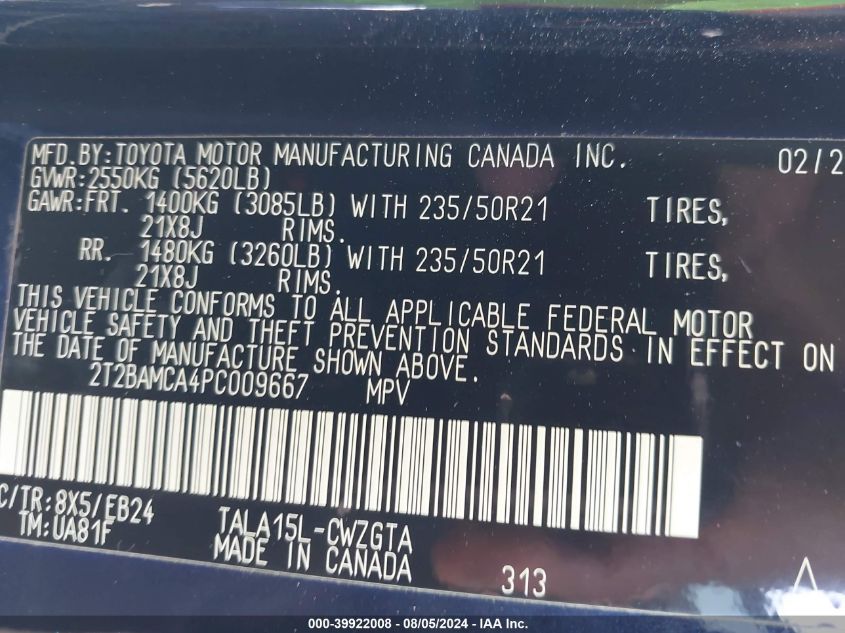 MFD.BY:TOYOTA MOTOR MANUFACTURING CANADA INC. 02/2
GVWR:2550KG (5620LB)
GAWR:FRT. 1400KG (3085LB) WITH 235/50R21 TIRES,
21X8J RIMS.
RR. 1480KG (3260LB) WITH 235/50R21 TIRES,
21X8J RIMS.
THIS VEHICLE CONFORMS TO ALL APPLICABLE FEDERAL MOTOR
VEHICLE SAFETY AND THEFT PREVENTION STANDARDS IN EFFECT ON
THE DATE OF MANUFACTURE SHOWN ABOVE.
2T2BAMCA4PC009667 MPV
C/TR:8X5/EB24 TALA15L-CWZGTA
TM:UA81F MADE IN CANADA 313
000-39922008 - 08/05/2024 - IAA Inc.